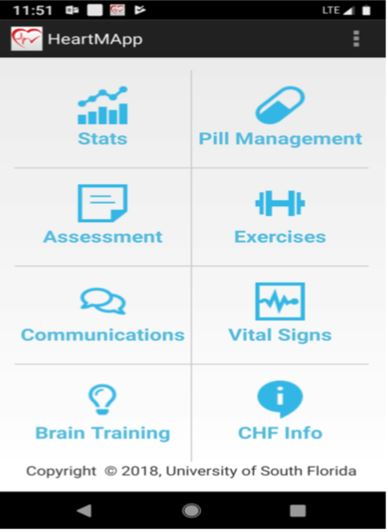 11:51
LTE
HeartMApp
Stats
Pill Management
Assessment
Exercises
Communications
Vital Signs
Brain Training
CHF Info
Copyright © 2018, University of South Florida